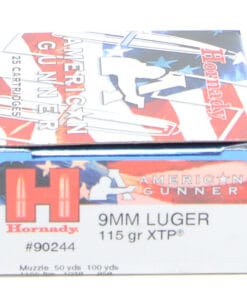 AMERICAN
GUNNER
25 CARTRIDGES
Hornady
H
Hornady
#90244
AMERICAN
GUNNER
9MM LUGER
115 gr XTP®
Muzzle 50 yds 100 yds